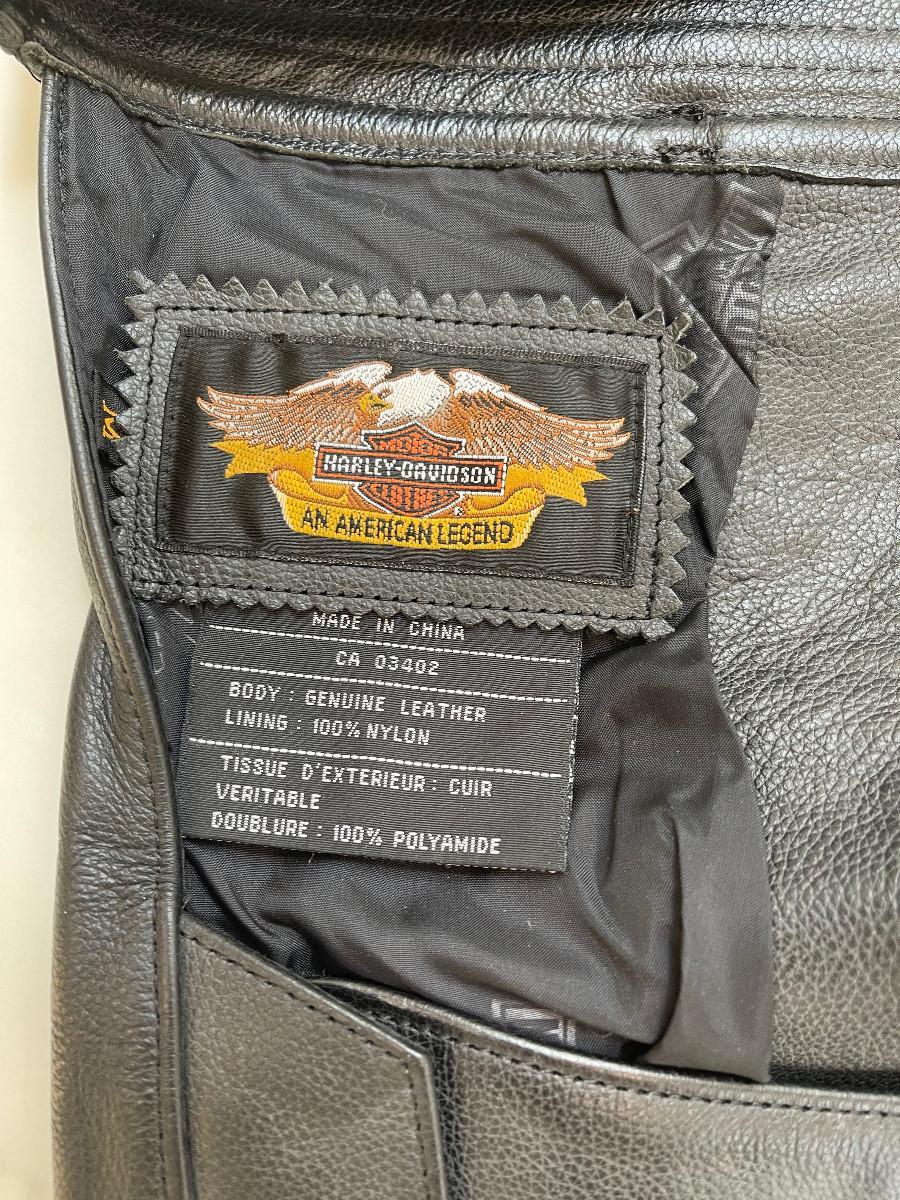 MOTOR
HARLEY-DAVIDSON
CYCLES
®
AN AMERICAN LEGEND
MADE IN CHINA
CA 03402
BODY : GENUINE LEATHER
LINING : 100% NYLON
TISSUE D'EXTERIEUR : CUIR
VERITABLE
DOUBLURE : 100% POLYAMIDE